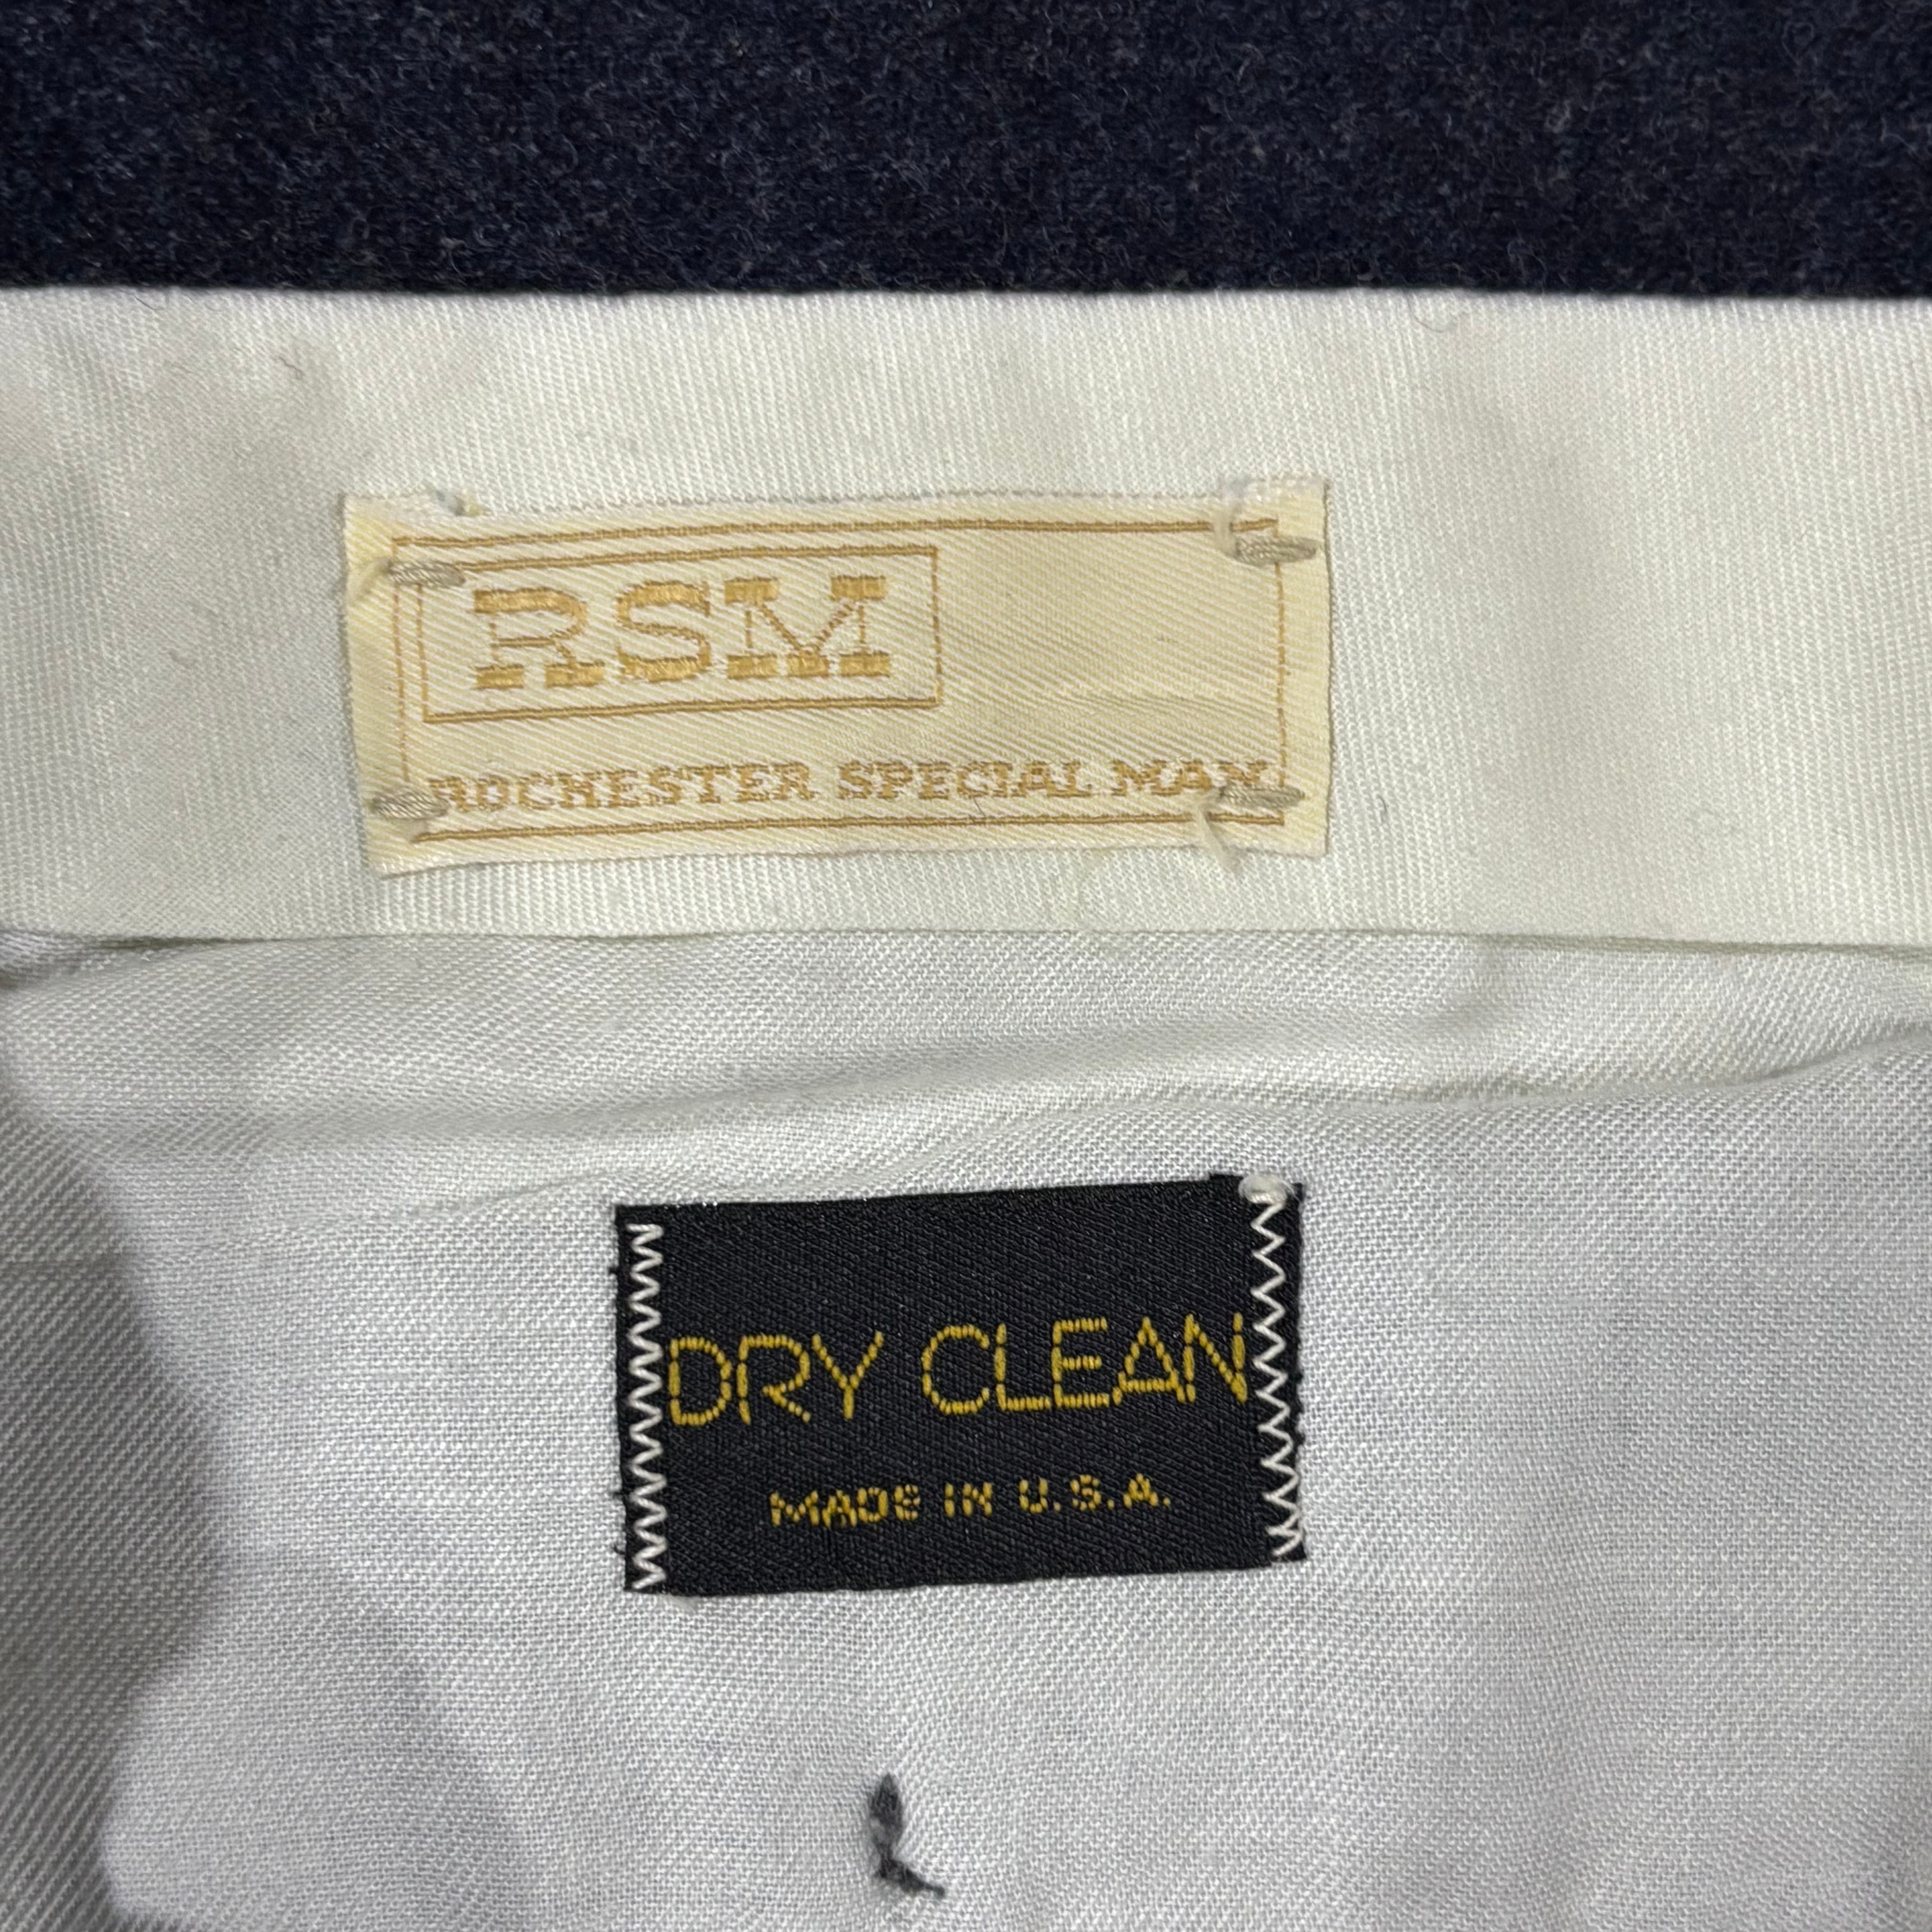 RSM
ROCHESTER SPECIAL MAN
DRY CLEAN
MADE IN U.S.A.